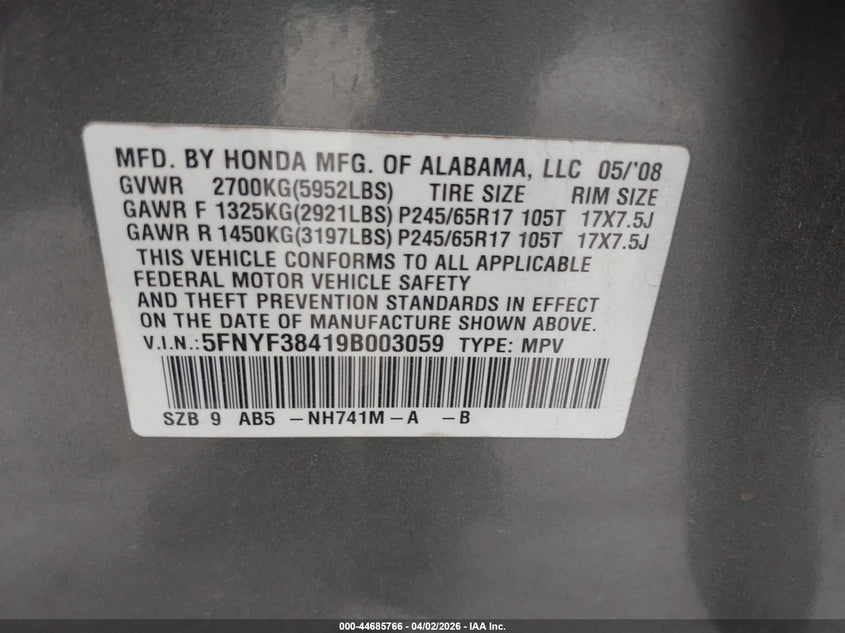 MFD. BY HONDA MFG. OF ALABAMA, LLC 05/'08
GVWR 2700KG(5952LBS) TIRE SIZE RIM SIZE
GAWR F 1325KG(2921LBS) P245/65R17 105T 17X7.5J
GAWR R 1450KG(3197LBS) P245/65R17 105T 17X7.5J
THIS VEHICLE CONFORMS TO ALL APPLICABLE
FEDERAL MOTOR VEHICLE SAFETY
AND THEFT PREVENTION STANDARDS IN EFFECT
ON THE DATE OF MANUFACTURE SHOWN ABOVE.
V.I.N.:5FNYF38419B003059 TYPE: MPV
SZB 9 AB5 -NH741M-A -B
000-44685766 - 04/02/2026 - IAA Inc.